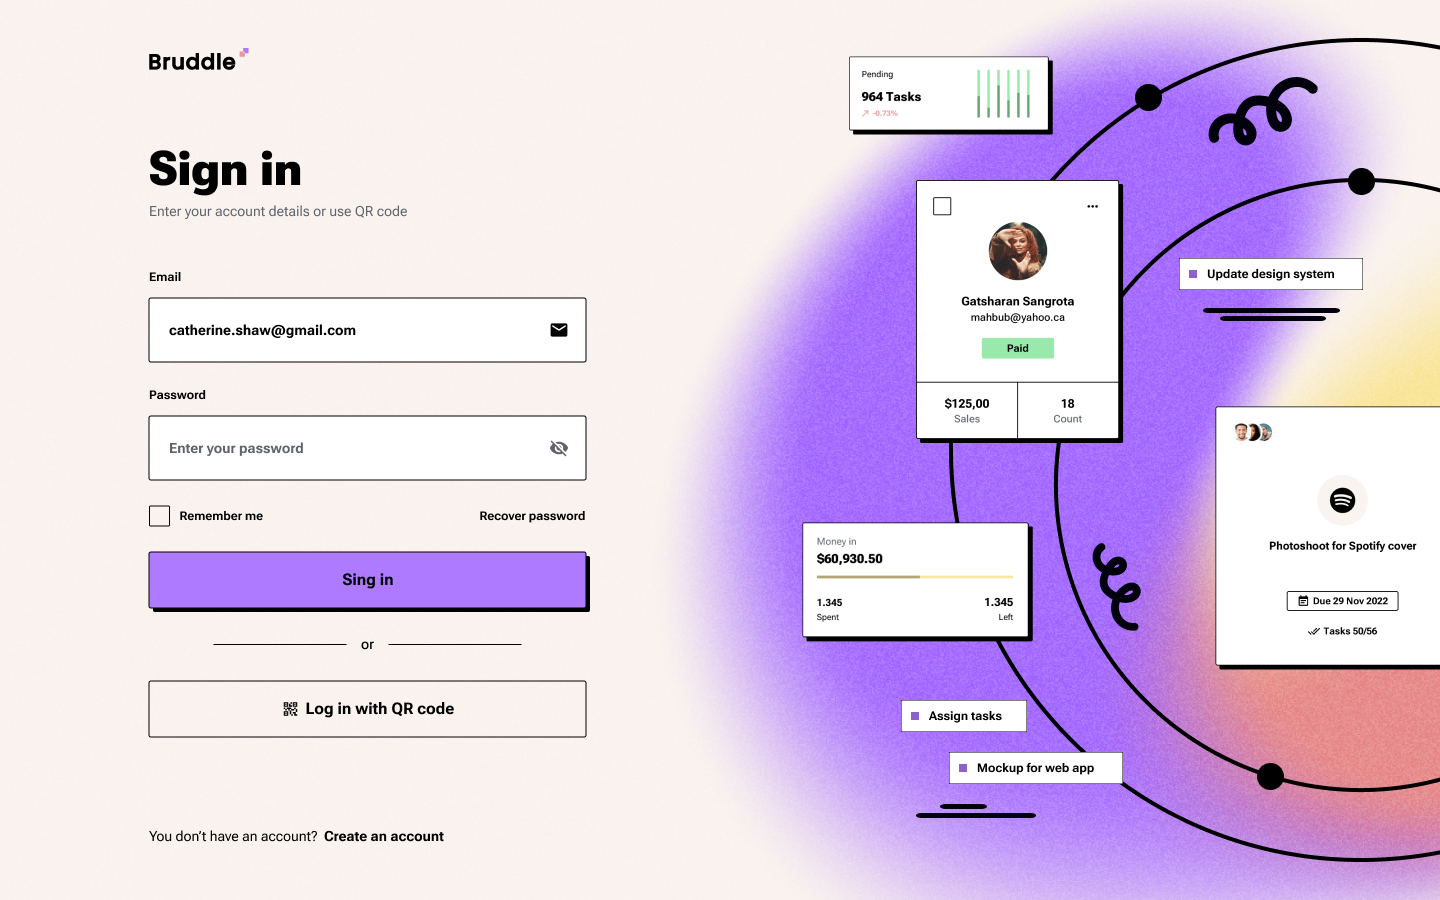 Bruddle
Sign in
Enter your account details or use QR code
Email
catherine.shaw@gmail.com
Password
Enter your password
Remember me
Recover password
Sing in
or
Log in with QR code
You don’t have an account? Create an account
Pending
964 Tasks
-0.73%
Gatsharan Sangrota
mahbub@yahoo.ca
Paid
$125,00
Sales
18
Count
Update design system
Photoshoot for Spotify cover
Due 29 Nov 2022
Tasks 50/56
Money in
$60,930.50
1.345
Spent
1.345
Left
Assign tasks
Mockup for web app